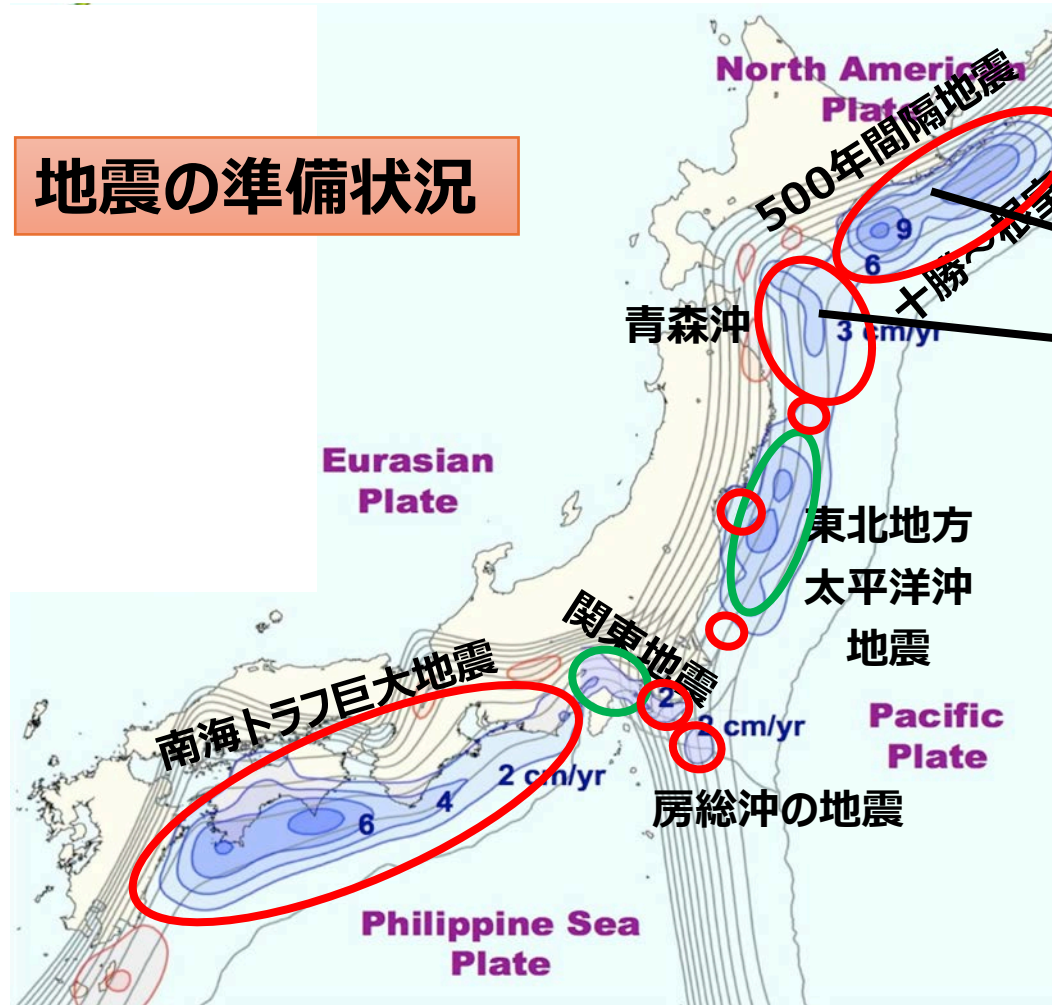 North American
Plate
地震の準備状況
500年間隔地震
十勝～根室
9
6
青森沖
3 cm/yr
Eurasian
Plate
東北地方
太平洋沖
地震
関東地震
南海トラフ巨大地震
2
2 cm/yr
Pacific
Plate
2 cm/yr
4
6
房総沖の地震
Philippine Sea
Plate